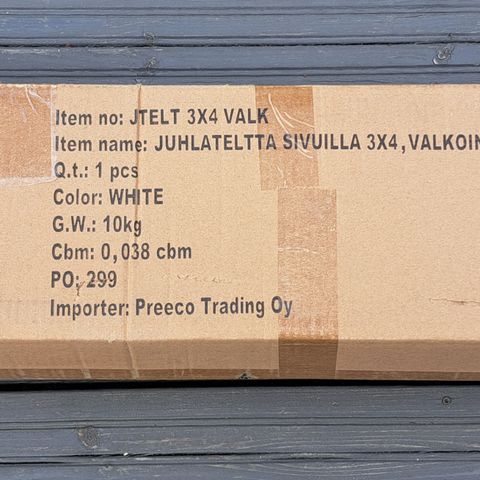 Item no: JTELT 3X4 VALK
Item name: JUHLATELTTA SIVUILLA 3X4,VALKOIN
Q.t.: 1 pcs
Color: WHITE
G.W.: 10kg
Cbm: 0,038 cbm
PO: 299
Importer: Preeco Trading Oy